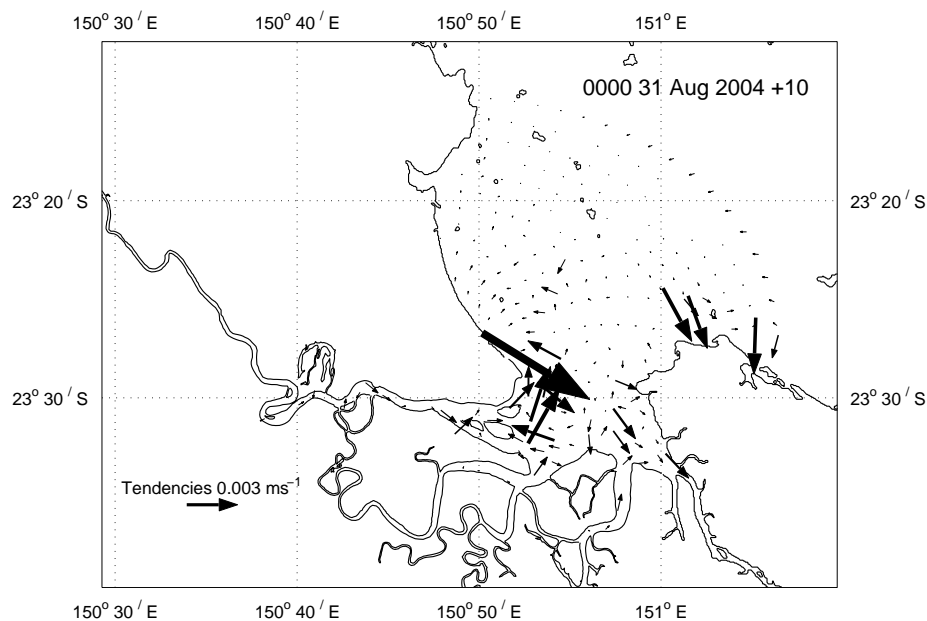 150° 30 / E 150° 40 / E 150° 50 / E 151° E
0000 31 Aug 2004 +10
23° 20 / S 23° 20 / S
23° 30 / S 23° 30 / S
Tendencies 0.003 ms⁻¹
150° 30 / E 150° 40 / E 150° 50 / E 151° E